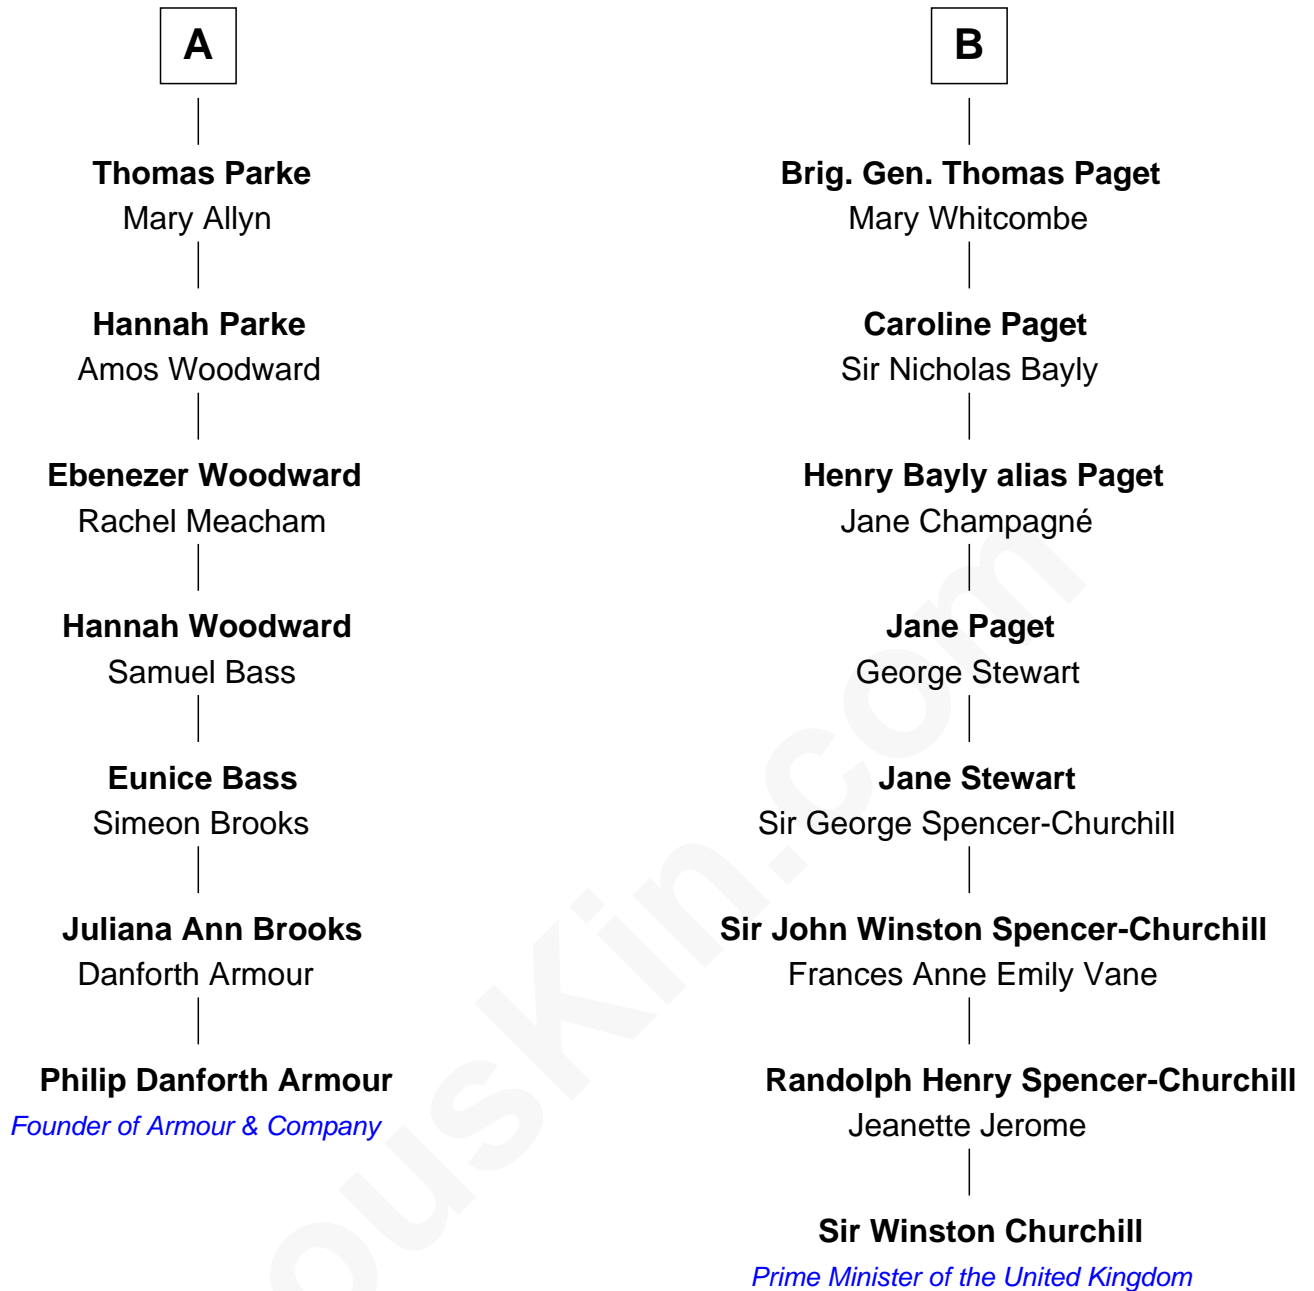 A
Thomas Parke
Mary Allyn
Hannah Parke
Amos Woodward
Ebenezer Woodward
Rachel Meacham
Hannah Woodward
Samuel Bass
Eunice Bass
Simeon Brooks
Juliana Ann Brooks
Danforth Armour
Philip Danforth Armour
Founder of Armour & Company
B
Brig. Gen. Thomas Paget
Mary Whitcombe
Caroline Paget
Sir Nicholas Bayly
Henry Bayly alias Paget
Jane Champagné
Jane Paget
George Stewart
Jane Stewart
Sir George Spencer-Churchill
Sir John Winston Spencer-Churchill
Frances Anne Emily Vane
Randolph Henry Spencer-Churchill
Jeanette Jerome
Sir Winston Churchill
Prime Minister of the United Kingdom
ousKin.com